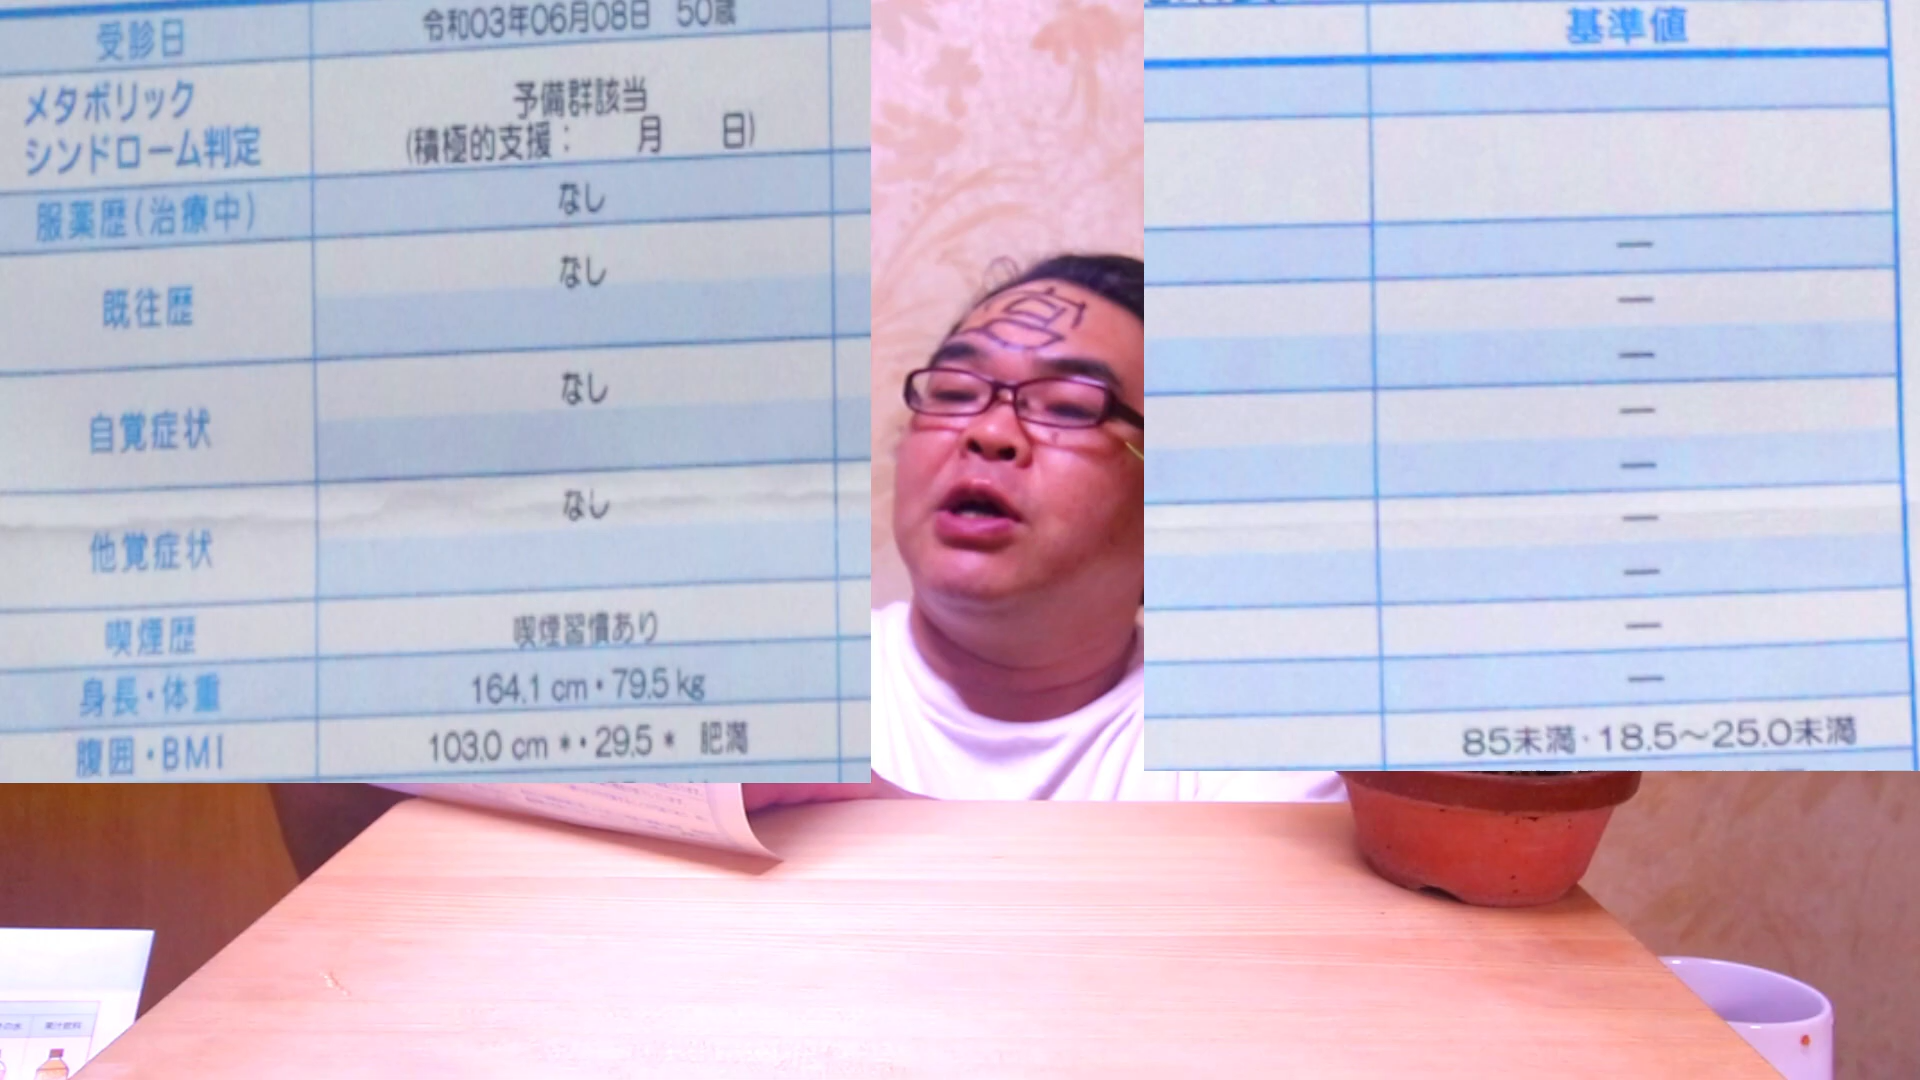 受診日 令和03年06月08日 50歳
メタボリック
シンドローム判定
予備群該当
(積極的支援： 月 日)
服薬歴(治療中) なし
既往歴 なし
自覚症状 なし
他覚症状 なし
喫煙歴 喫煙習慣あり
身長・体重 164.1 cm・79.5 kg
腹囲・BMI 103.0 cm *・29.5 * 肥満
基準値
—
—
—
—
—
—
—
—
—
85未満・18.5〜25.0未満
果汁飲料